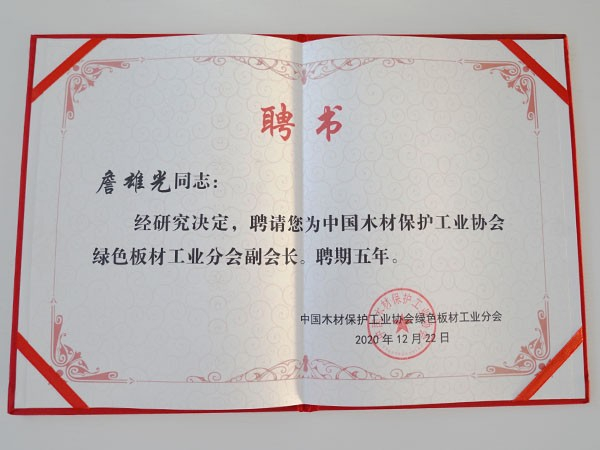 聘书
詹雄光同志：
经研究决定，聘请您为中国木材保护工业协会
绿色板材工业分会副会长。聘期五年。
中国木材保护工业协会绿色板材工业分会
2020年12月22日